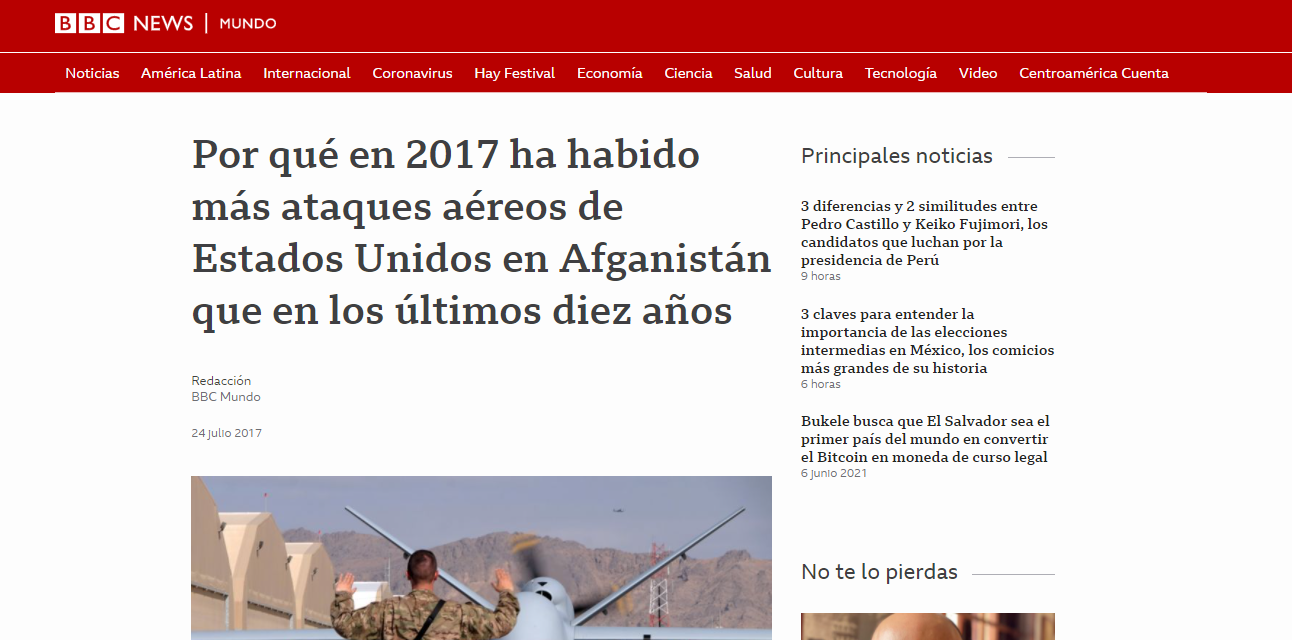 BBC NEWS | MUNDO
Noticias América Latina Internacional Coronavirus Hay Festival Economía Ciencia Salud Cultura Tecnología Video Centroamérica Cuenta
Por qué en 2017 ha habido
más ataques aéreos de
Estados Unidos en Afganistán
que en los últimos diez años
Redacción
BBC Mundo
24 julio 2017
Principales noticias
3 diferencias y 2 similitudes entre
Pedro Castillo y Keiko Fujimori, los
candidatos que luchan por la
presidencia de Perú
9 horas
3 claves para entender la
importancia de las elecciones
intermedias en México, los comicios
más grandes de su historia
6 horas
Bukele busca que El Salvador sea el
primer país del mundo en convertir
el Bitcoin en moneda de curso legal
6 junio 2021
No te lo pierdas